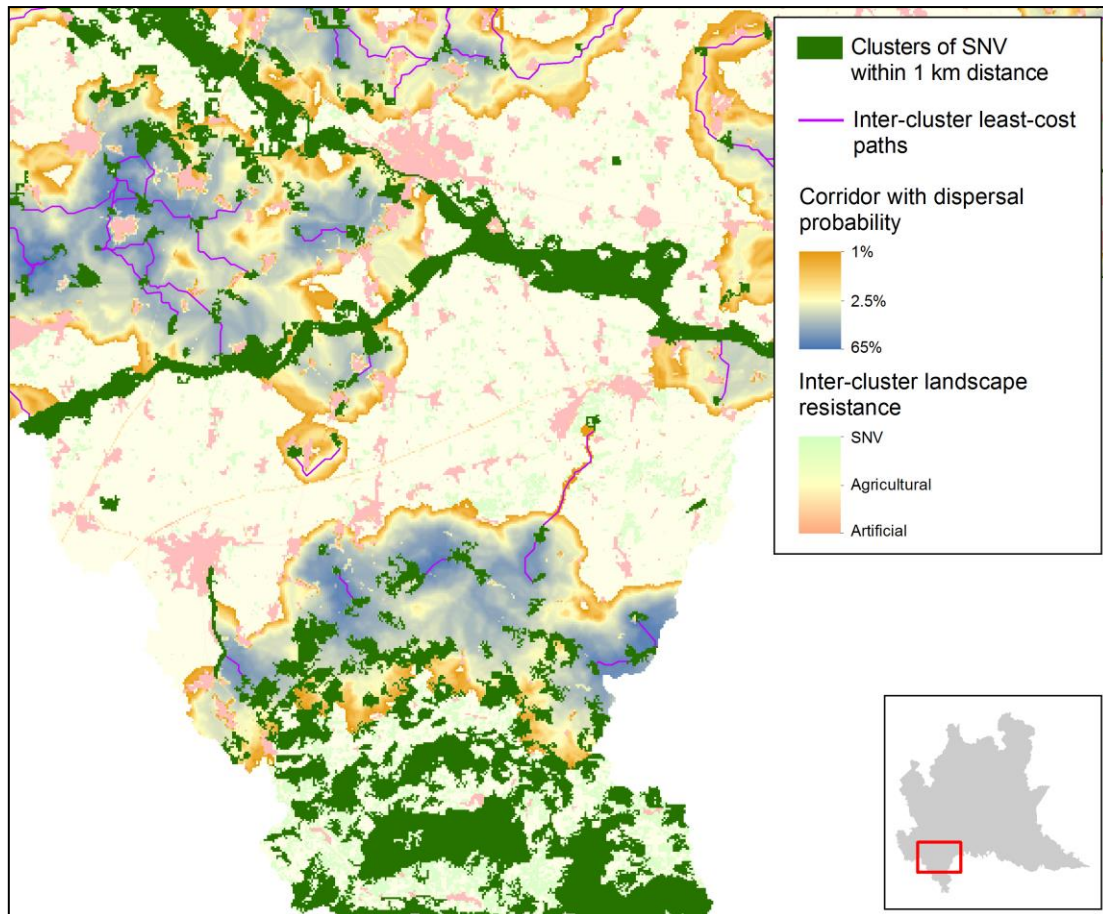 Clusters of SNV
within 1 km distance
Inter-cluster least-cost
paths
Corridor with dispersal
probability
1%
2.5%
65%
Inter-cluster landscape
resistance
SNV
Agricultural
Artificial